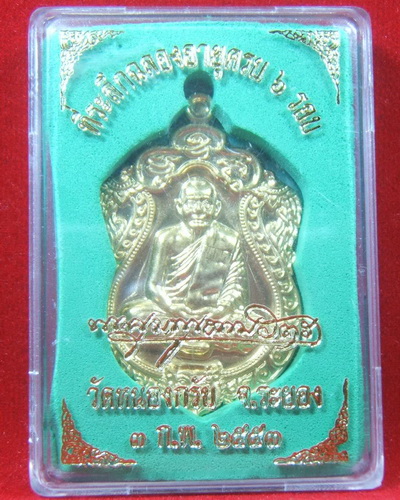 ที่ระลึกฉลองอายุครบ ๖ รอบ
วัดหนองกรับ จ.ระยอง
๓ ก.พ. ๒๕๕๓